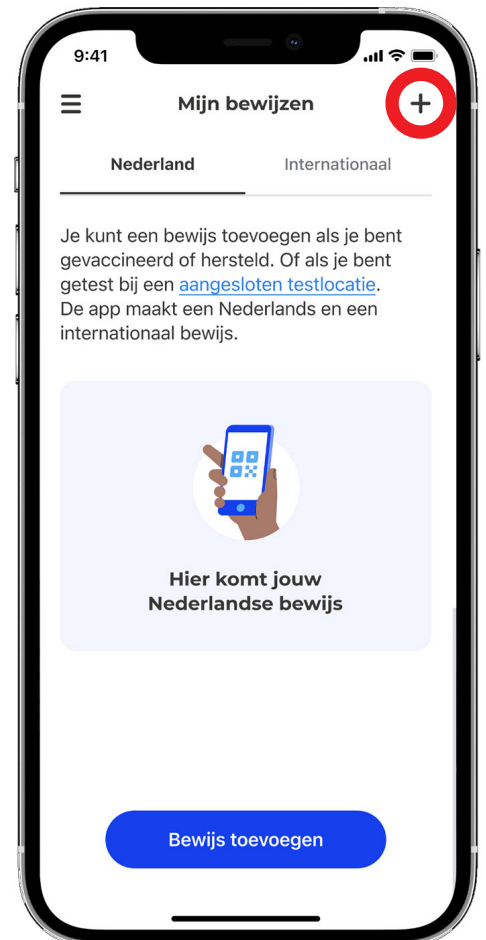 9:41
Mijn bewijzen
Nederland
Internationaal
Je kunt een bewijs toevoegen als je bent
gevaccineerd of hersteld. Of als je bent
getest bij een aangesloten testlocatie.
De app maakt een Nederlands en een
internationaal bewijs.
Hier komt jouw
Nederlandse bewijs
Bewijs toevoegen